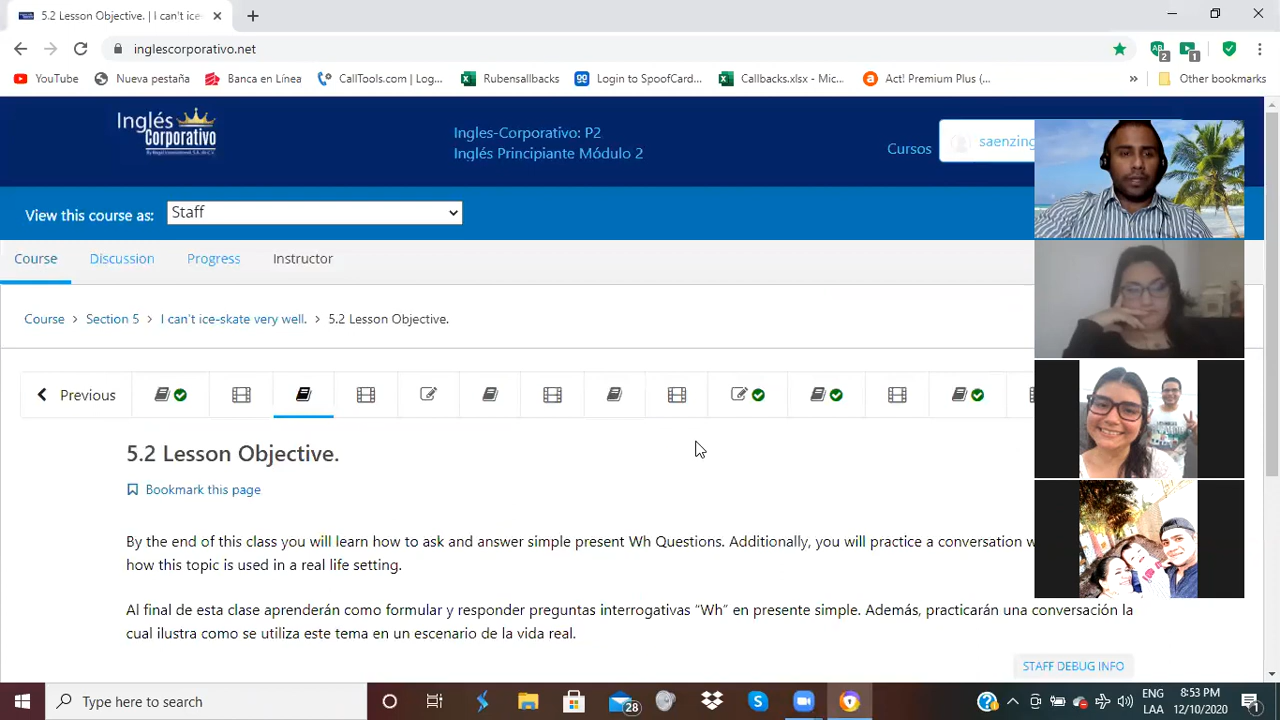 5.2 Lesson Objective. | I can't ice-
inglescorporativo.net
2
1
YouTube
Nueva pestaña
Banca en Línea
CallTools.com | Log...
Rubensallbacks
Login to SpoofCard...
Callbacks.xlsx - Mic...
Act! Premium Plus (...
»
Other bookmarks
Inglés
Corporativo
Ingles-Corporativo: P2
Inglés Principiante Módulo 2
Cursos
saenzing
View this course as:
Staff
Course
Discussion
Progress
Instructor
Course > Section 5 > I can't ice-skate very well. > 5.2 Lesson Objective.
Previous
5.2 Lesson Objective.
Bookmark this page
By the end of this class you will learn how to ask and answer simple present Wh Questions. Additionally, you will practice a conversation
how this topic is used in a real life setting.
Al final de esta clase aprenderán como formular y responder preguntas interrogativas “Wh” en presente simple. Además, practicarán una conversación la
cual ilustra como se utiliza este tema en un escenario de la vida real.
STAFF DEBUG INFO
Type here to search
28
ENG
LAA
8:53 PM
12/10/2020
1